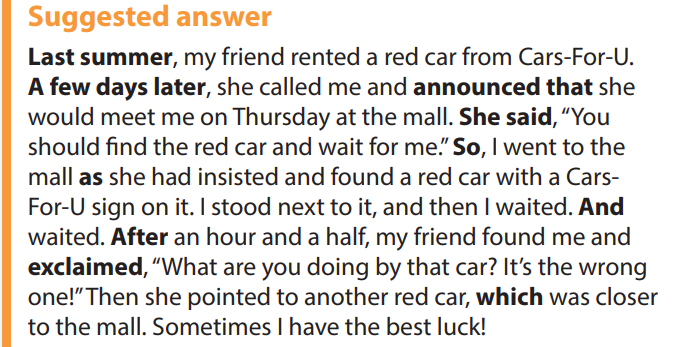 Suggested answer
Last summer, my friend rented a red car from Cars-For-U.
A few days later, she called me and announced that she
would meet me on Thursday at the mall. She said, “You
should find the red car and wait for me.” So, I went to the
mall as she had insisted and found a red car with a Cars-
For-U sign on it. I stood next to it, and then I waited. And
waited. After an hour and a half, my friend found me and
exclaimed, “What are you doing by that car? It’s the wrong
one!” Then she pointed to another red car, which was closer
to the mall. Sometimes I have the best luck!